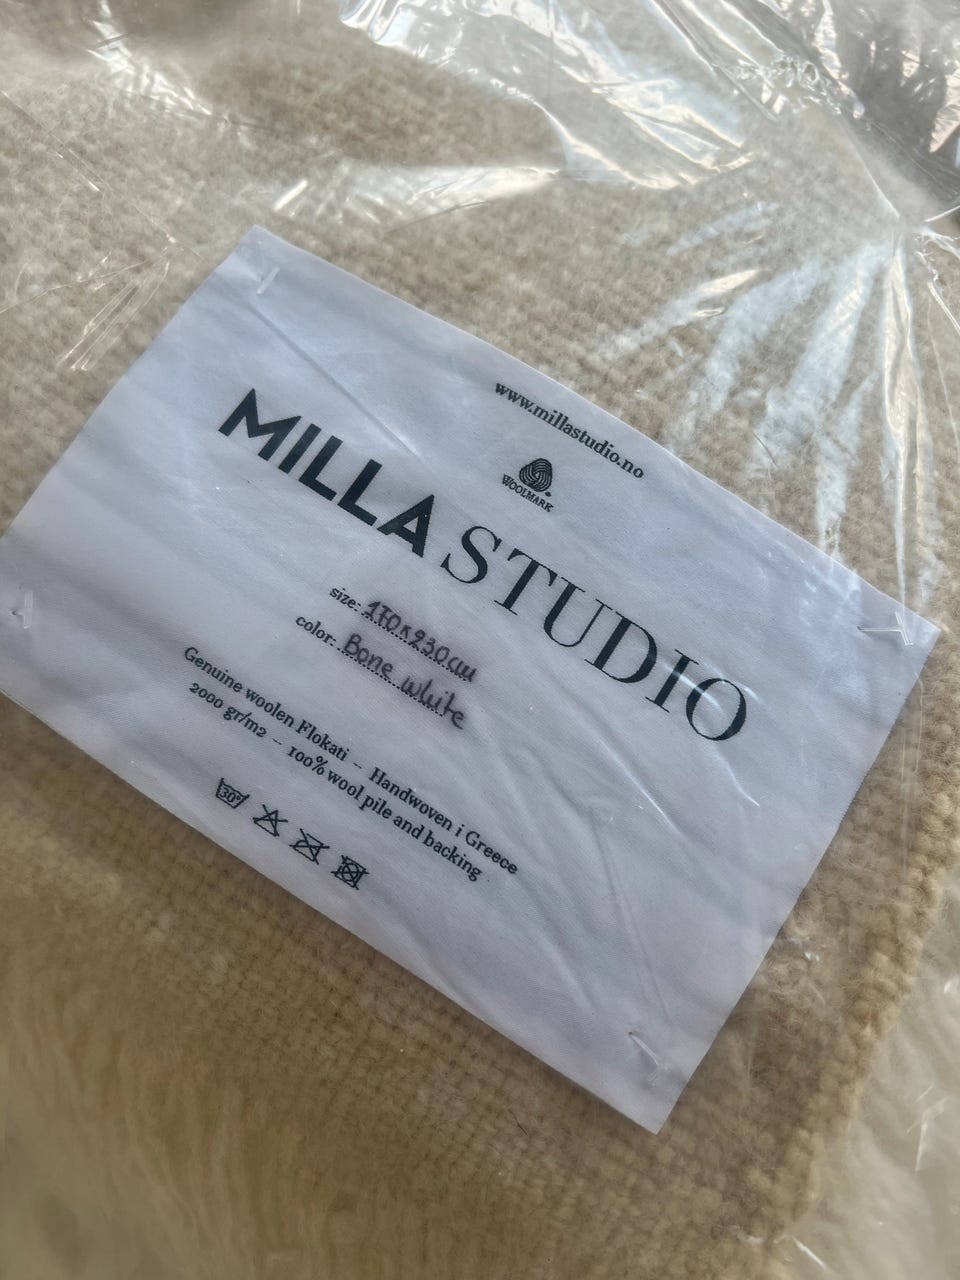 www.millastudio.no
WOOLMARK
MILLA STUDIO
size: 170x230cm
color: Bone white
Genuine woolen Flokati – Handwoven i Greece
2000 gr/m2 – 100% wool pile and backing
30°